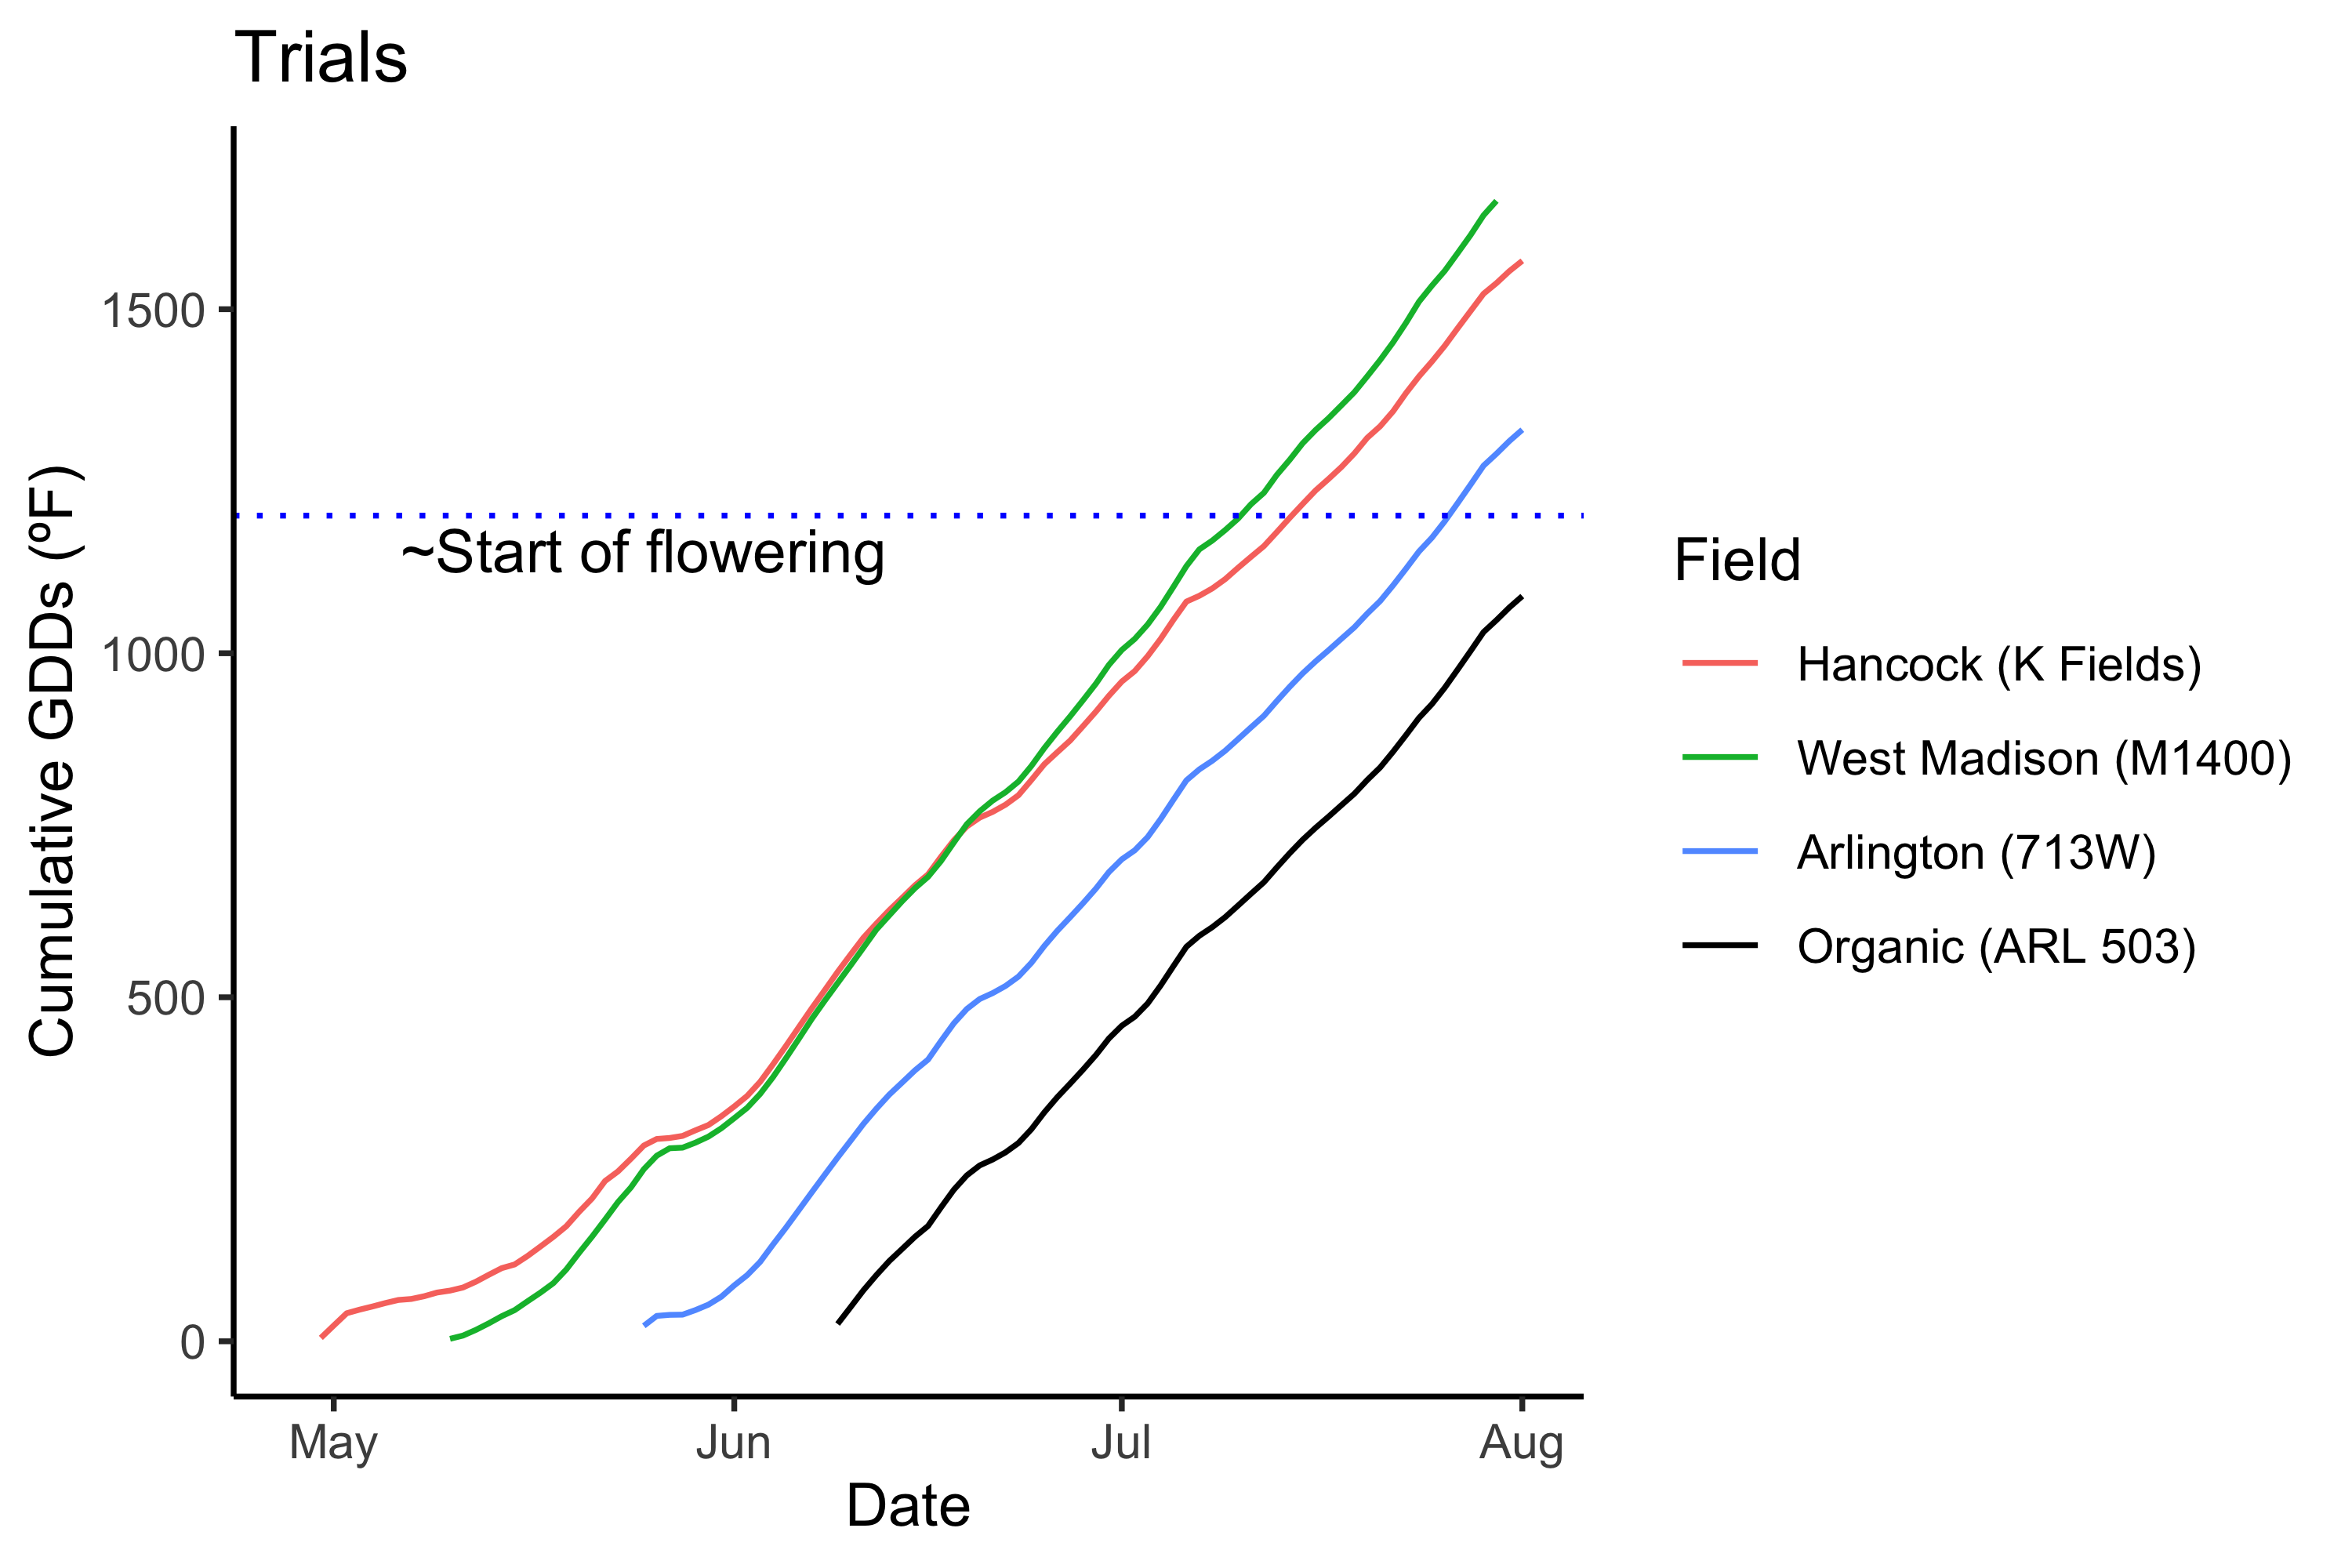 Trials
Cumulative GDDs (ºF)
1500
1000
500
0
~Start of flowering
May
Jun
Jul
Aug
Date
Field
Hancock (K Fields)
West Madison (M1400)
Arlington (713W)
Organic (ARL 503)